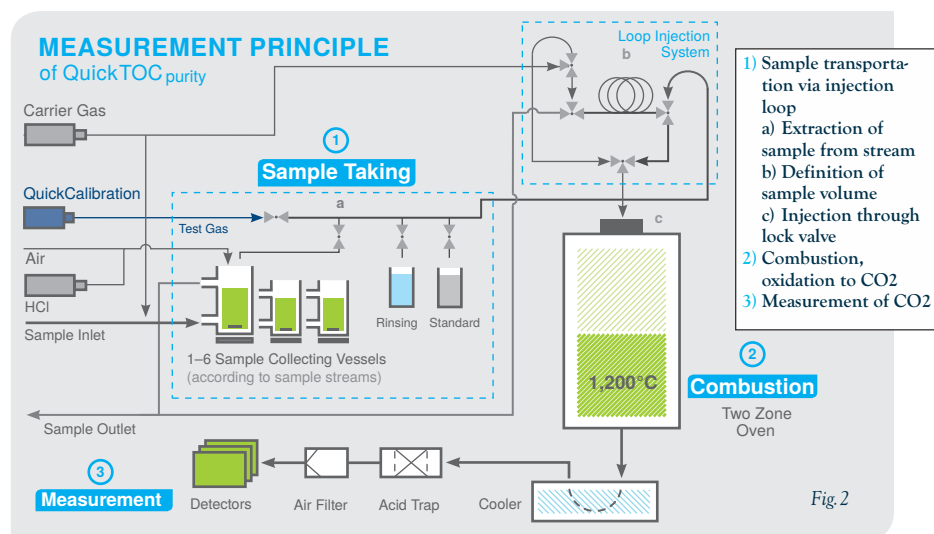 MEASUREMENT PRINCIPLE
of QuickTOC purity
Loop Injection
System
b
Carrier Gas
1
Sample Taking
a
QuickCalibration
Test Gas
Air
HCl
Sample Inlet
Rinsing
Standard
1–6 Sample Collecting Vessels
(according to sample streams)
Sample Outlet
c
1,200°C
2
Combustion
Two Zone
Oven
3
Measurement
Detectors
Air Filter
Acid Trap
Cooler
Fig. 2
1) Sample transporta-
tion via injection
loop
a) Extraction of
sample from stream
b) Definition of
sample volume
c) Injection through
lock valve
2) Combustion,
oxidation to CO2
3) Measurement of CO2